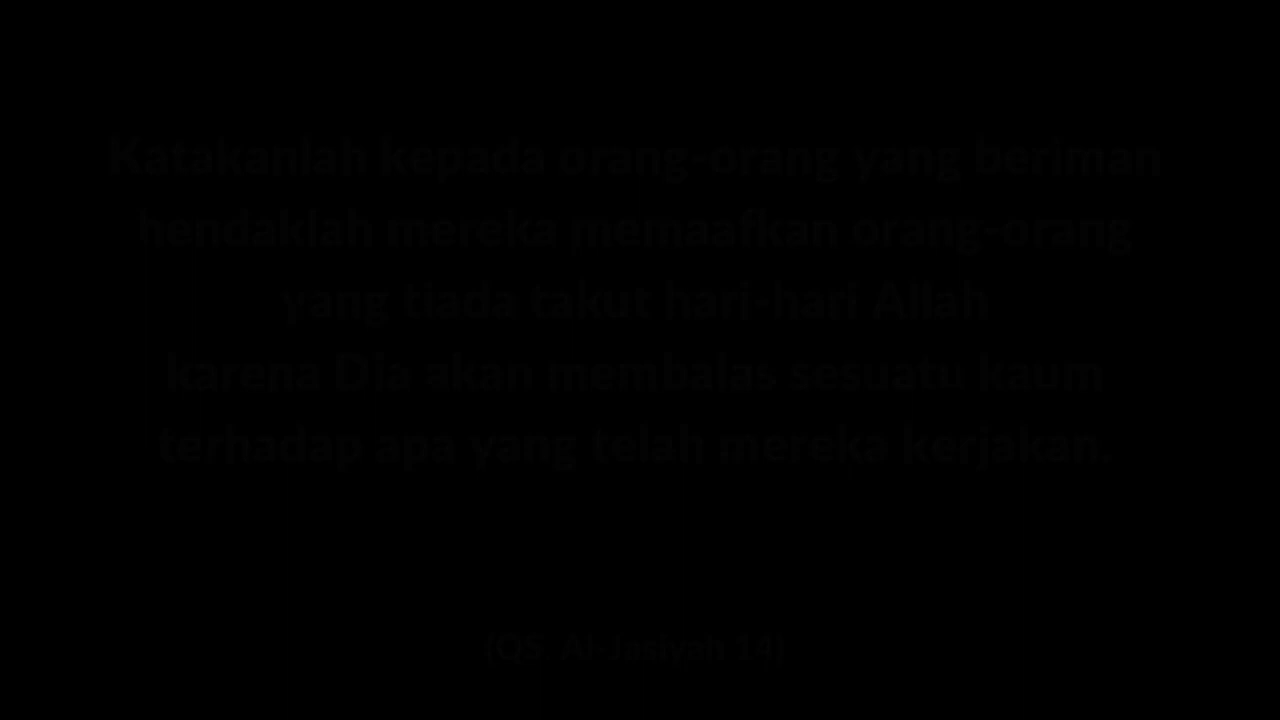 Katakanlah kepada orang-orang yang beriman
hendaklah mereka memaafkan orang-orang
yang tiada takut hari-hari Allah
karena Dia akan membalas sesuatu kaum
terhadap apa yang telah mereka kerjakan.
(QS. Al-Jasiyah 14)